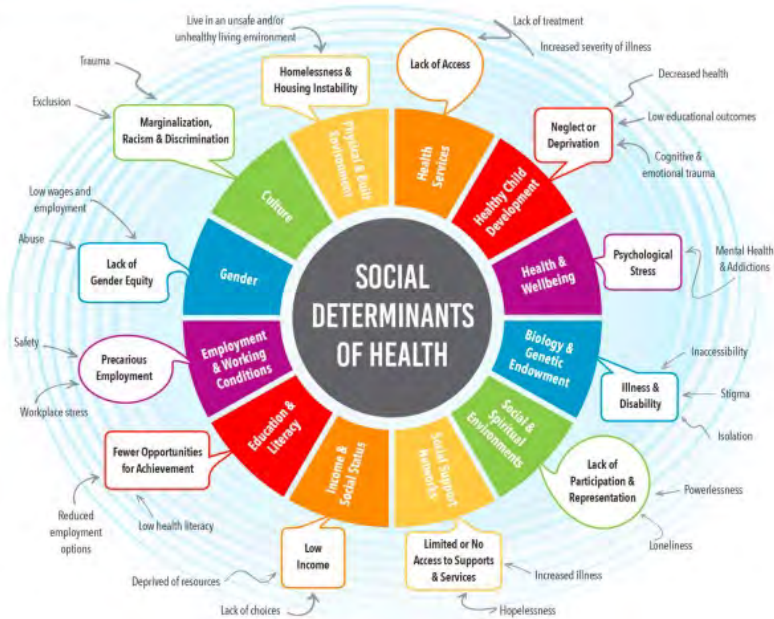 SOCIAL
DETERMINANTS
OF HEALTH
Health
Services
Lack of Access
Lack of treatment
Increased severity of illness
Healthy Child
Development
Neglect or
Deprivation
Decreased health
Low educational outcomes
Cognitive &
emotional trauma
Health &
Wellbeing
Psychological
Stress
Mental Health
& Addictions
Biology &
Genetic
Endowment
Illness &
Disability
Inaccessibility
Stigma
Isolation
Social &
Spiritual
Environments
Lack of
Participation &
Representation
Powerlessness
Loneliness
Social Support
Networks
Limited or No
Access to Supports
& Services
Increased illness
Hopelessness
Income &
Social Status
Low
Income
Deprived of resources
Lack of choices
Education &
Literacy
Fewer Opportunities
for Achievement
Reduced
employment
options
Low health literacy
Employment
& Working
Conditions
Precarious
Employment
Safety
Workplace stress
Gender
Lack of
Gender Equity
Low wages and
employment
Abuse
Culture
Marginalization,
Racism & Discrimination
Trauma
Exclusion
Physical & Built
Environment
Homelessness &
Housing Instability
Live in an unsafe and/or
unhealthy living environment